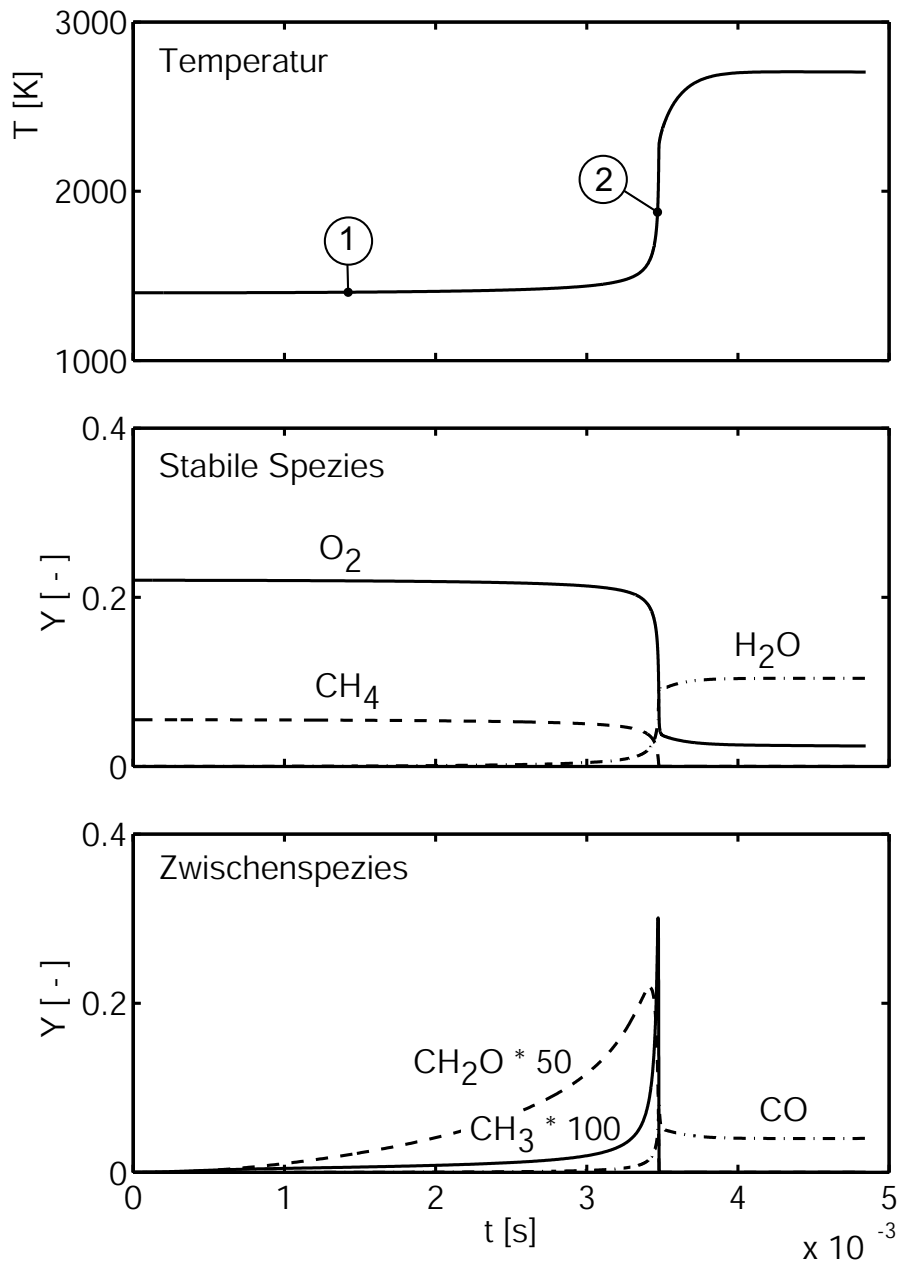 3000
Temperatur
T [K]
2
2000
1
1000
0.4
Stabile Spezies
O2
Y [ - ]
0.2
H2O
CH4
0
0.4
Zwischenspezies
Y [ - ]
0.2
CH2O * 50
CH3 * 100
CO
0
0 1 2 3 4 5
t [s]
x 10 -3